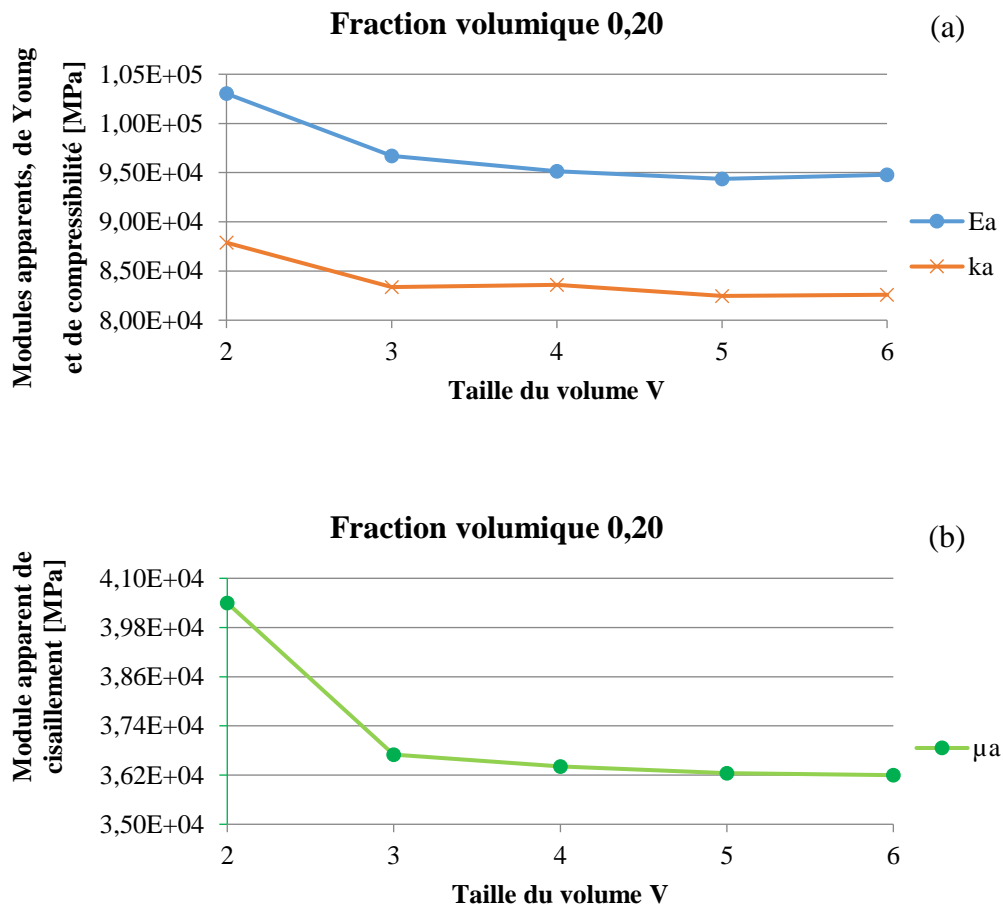 Fraction volumique 0,20
(a)
Modules apparents, de Young
et de compressibilité [MPa]
1,05E+05
1,00E+05
9,50E+04
9,00E+04
8,50E+04
8,00E+04
2 3 4 5 6
Taille du volume V
Ea
ka
Fraction volumique 0,20
(b)
Module apparent de
cisaillement [MPa]
4,10E+04
3,98E+04
3,86E+04
3,74E+04
3,62E+04
3,50E+04
2 3 4 5 6
Taille du volume V
µa